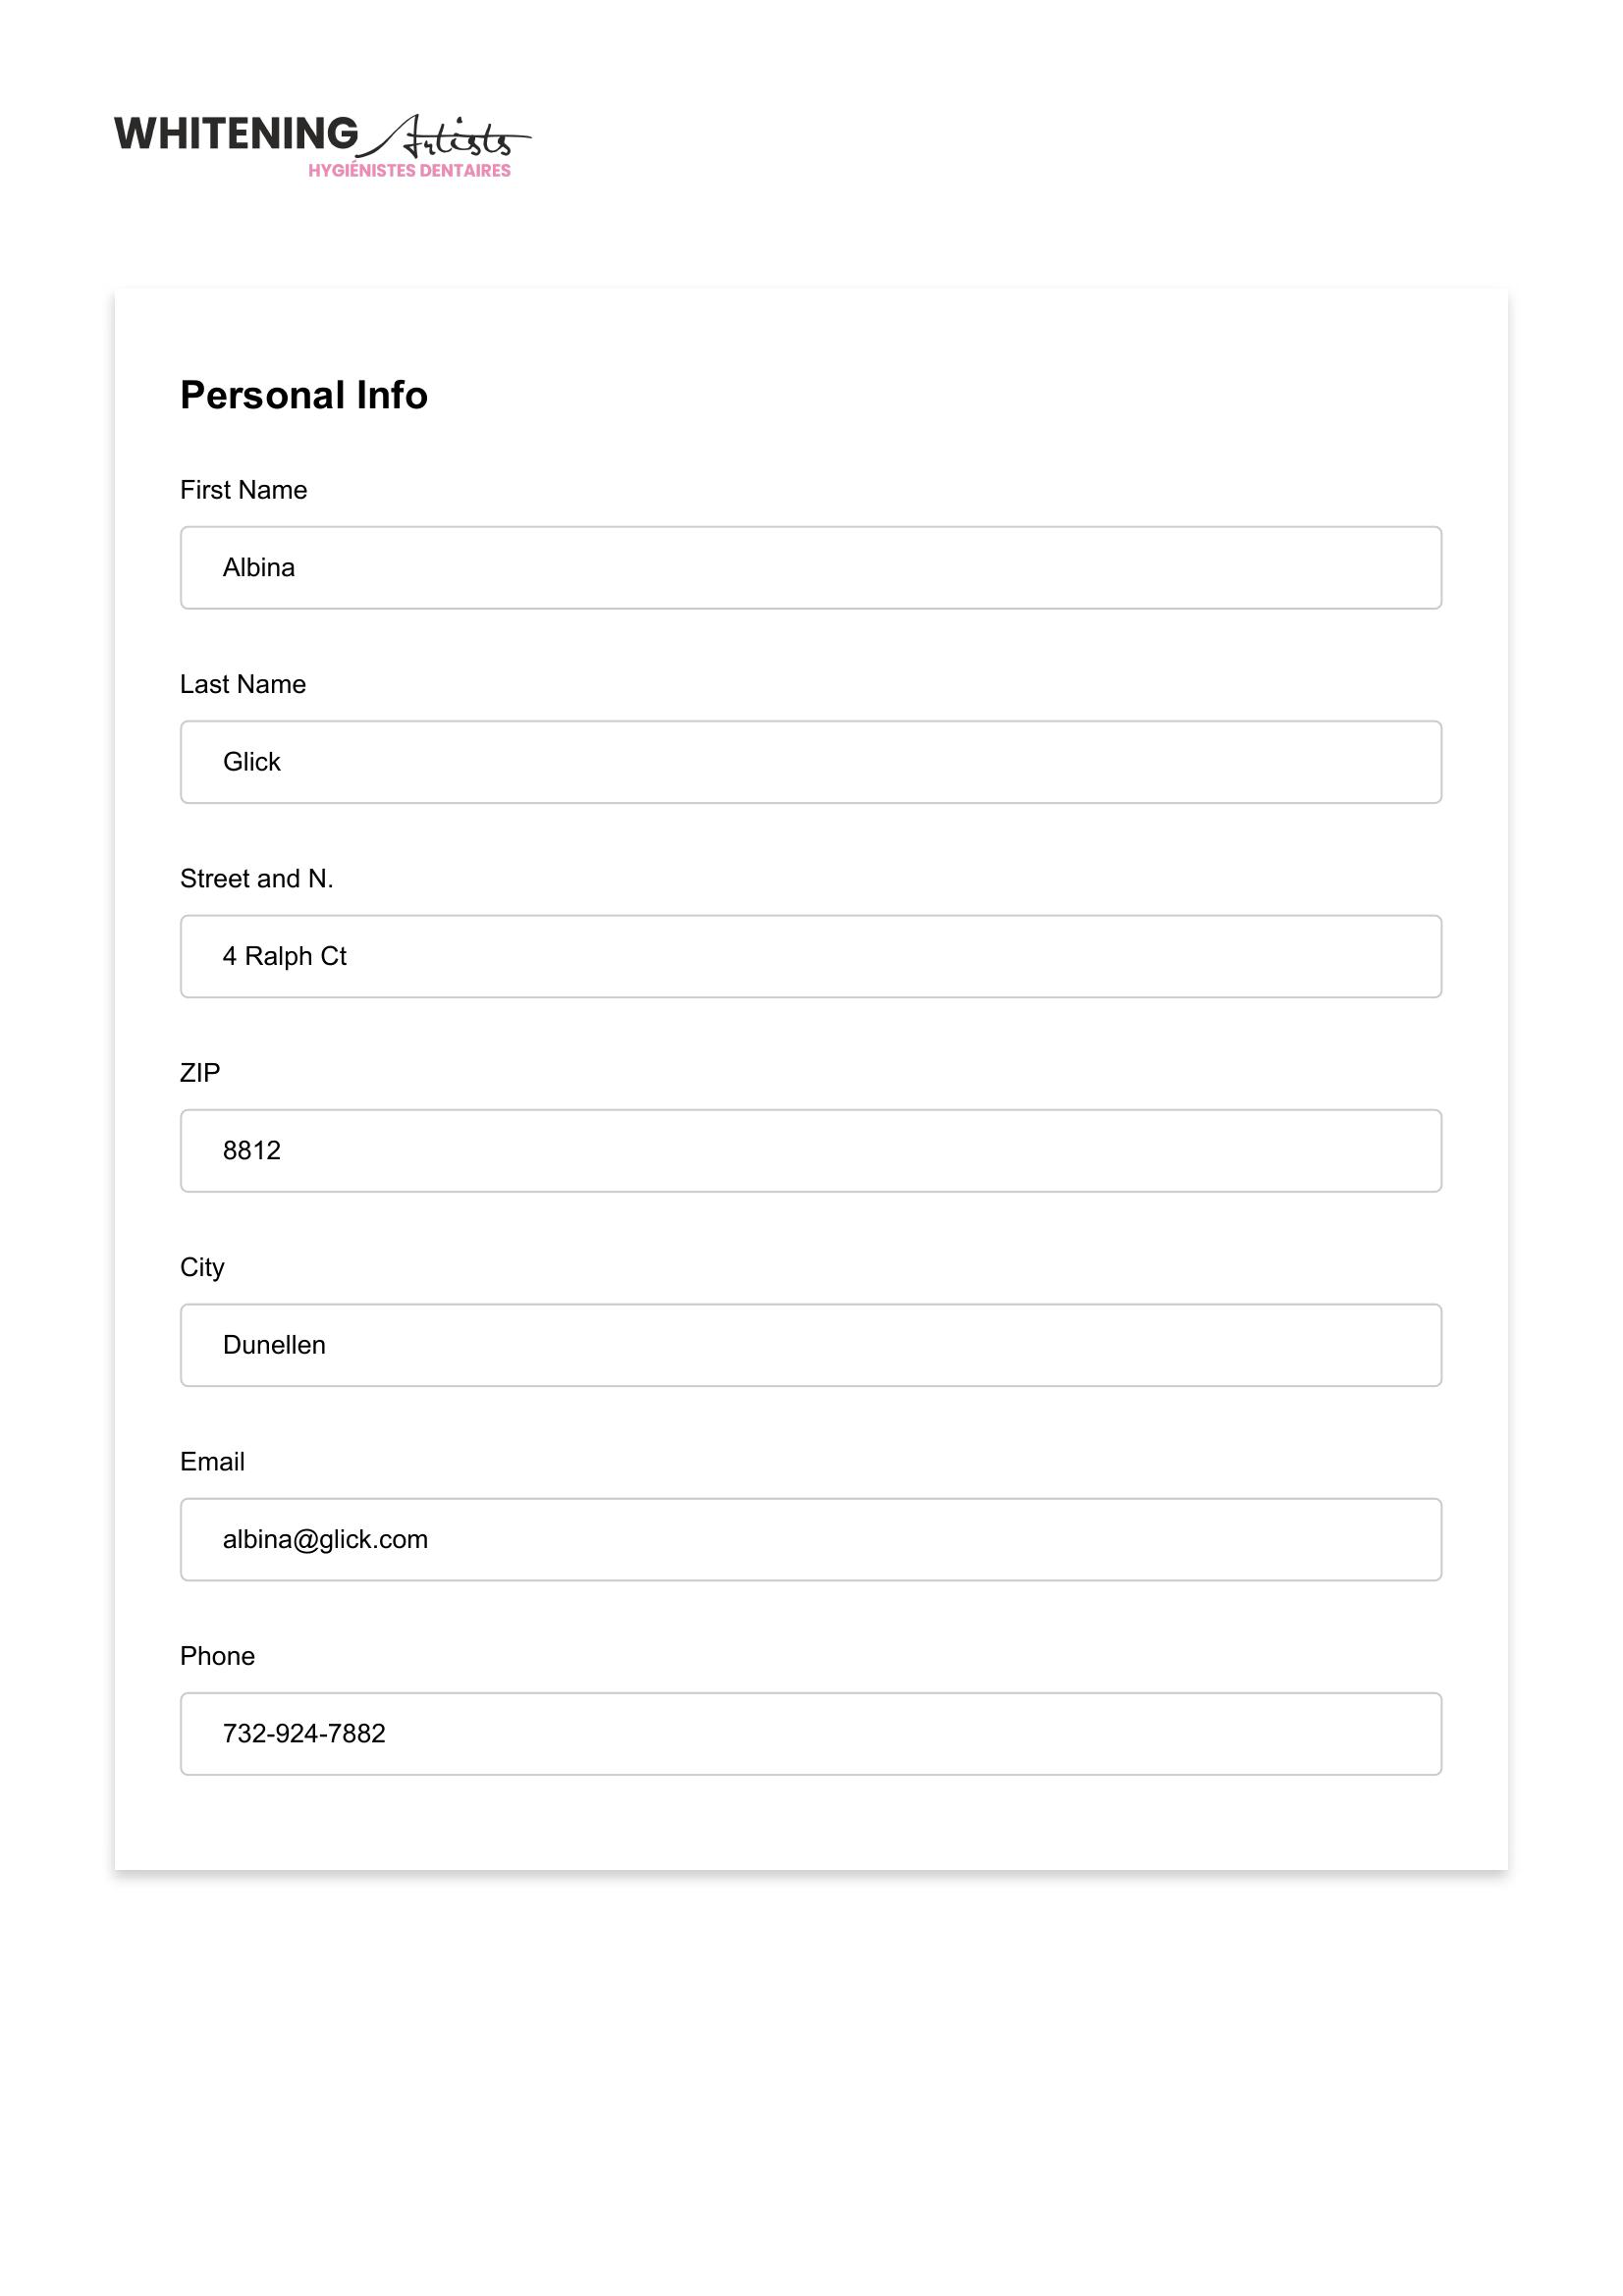 WHITENING Artists
HYGIÉNISTES DENTAIRES
Personal Info
First Name
Albina
Last Name
Glick
Street and N.
4 Ralph Ct
ZIP
8812
City
Dunellen
Email
albina@glick.com
Phone
732-924-7882